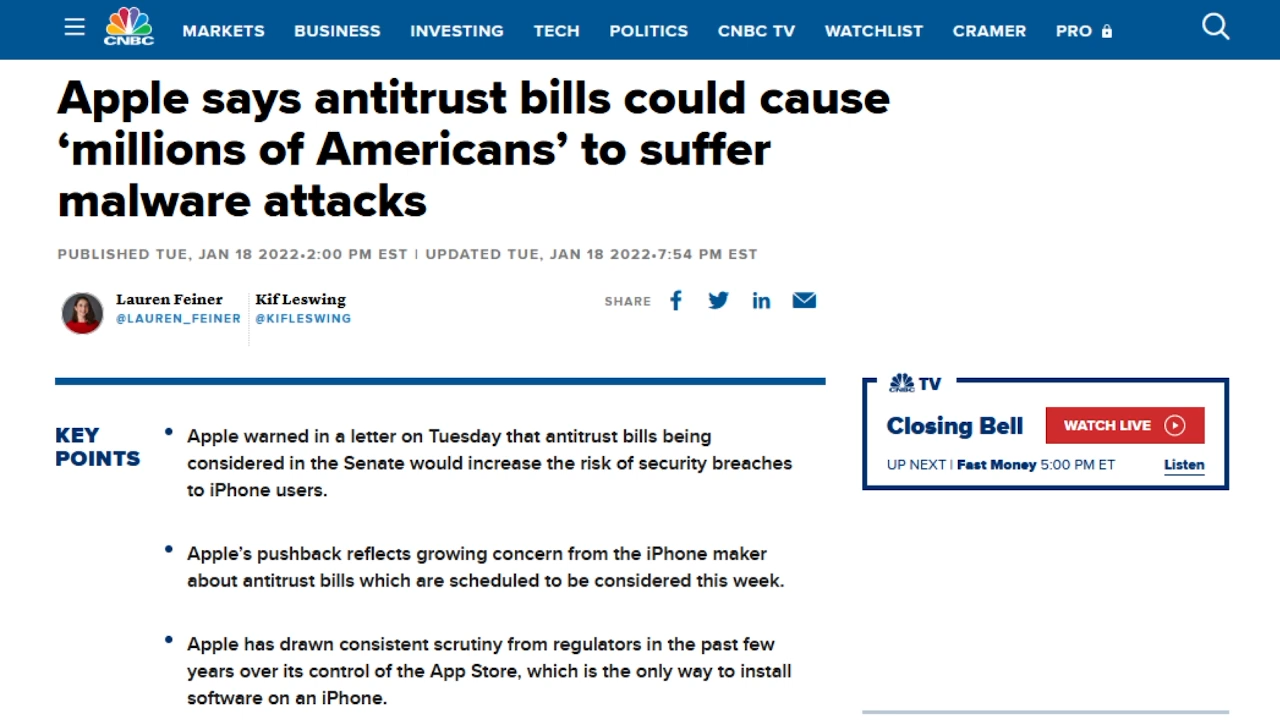 CNBC MARKETS BUSINESS INVESTING TECH POLITICS CNBC TV WATCHLIST CRAMER PRO
Apple says antitrust bills could cause
‘millions of Americans’ to suffer
malware attacks
PUBLISHED TUE, JAN 18 2022•2:00 PM EST | UPDATED TUE, JAN 18 2022•7:54 PM EST
Lauren Feiner
@LAUREN_FEINER
Kif Leswing
@KIFLESWING
SHARE
KEY
POINTS
• Apple warned in a letter on Tuesday that antitrust bills being
considered in the Senate would increase the risk of security breaches
to iPhone users.
• Apple’s pushback reflects growing concern from the iPhone maker
about antitrust bills which are scheduled to be considered this week.
• Apple has drawn consistent scrutiny from regulators in the past few
years over its control of the App Store, which is the only way to install
software on an iPhone.
CNBC TV
Closing Bell
WATCH LIVE
UP NEXT | Fast Money 5:00 PM ET
Listen